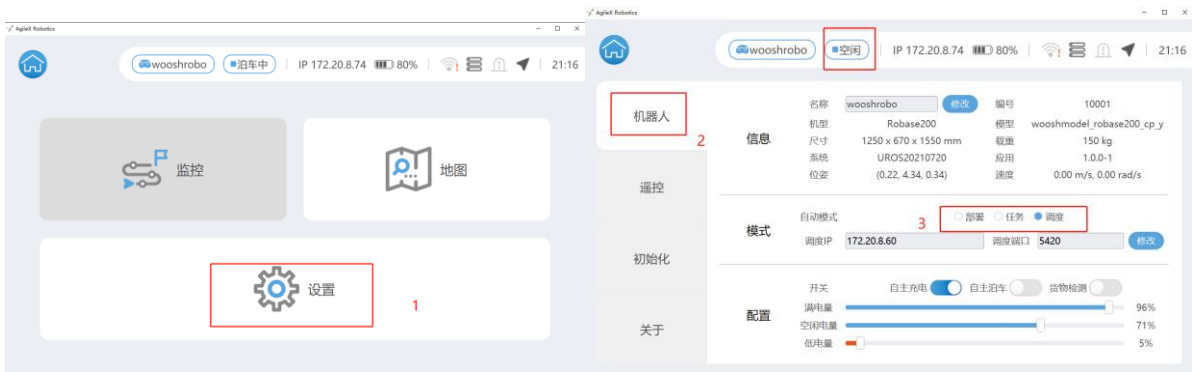 AgileX Robotics
wooshrobo 泊车中 IP 172.20.8.74 80% 21:16
监控
地图
设置
1
AgileX Robotics
wooshrobo 空闲 IP 172.20.8.74 80% 21:16
机器人
2
遥控
初始化
关于
信息
名称 wooshrobo 修改 编号 10001
机型 Robase200 模型 wooshmodel_robase200_cp_y
尺寸 1250 x 670 x 1550 mm 载重 150 kg
系统 UROS20210720 应用 1.0.0-1
位姿 (0.22, 4.34, 0.34) 速度 0.00 m/s, 0.00 rad/s
模式
自动模式 3 部署 任务 调度
调度IP 172.20.8.60 调度端口 5420 修改
配置
开关 自主充电 自主泊车 货物检测
满电量 96%
空闲电量 71%
低电量 5%